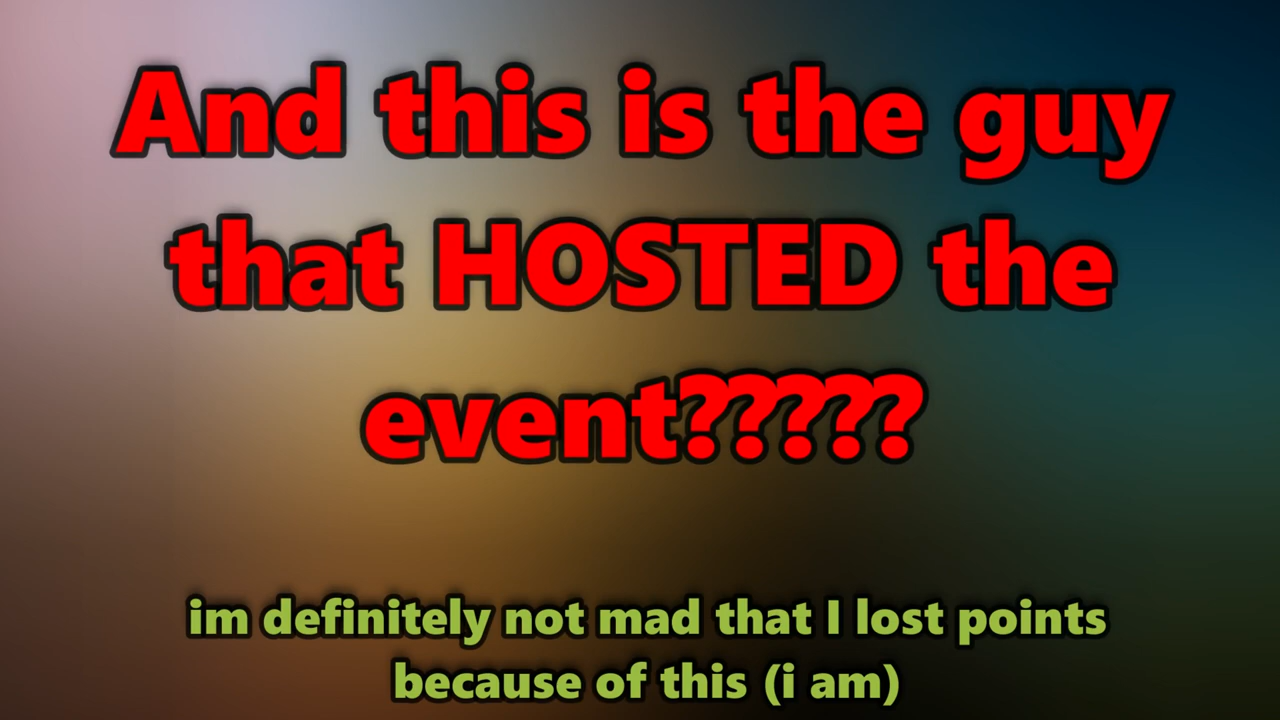 And this is the guy
that HOSTED the
event?????
im definitely not mad that I lost points
because of this (i am)